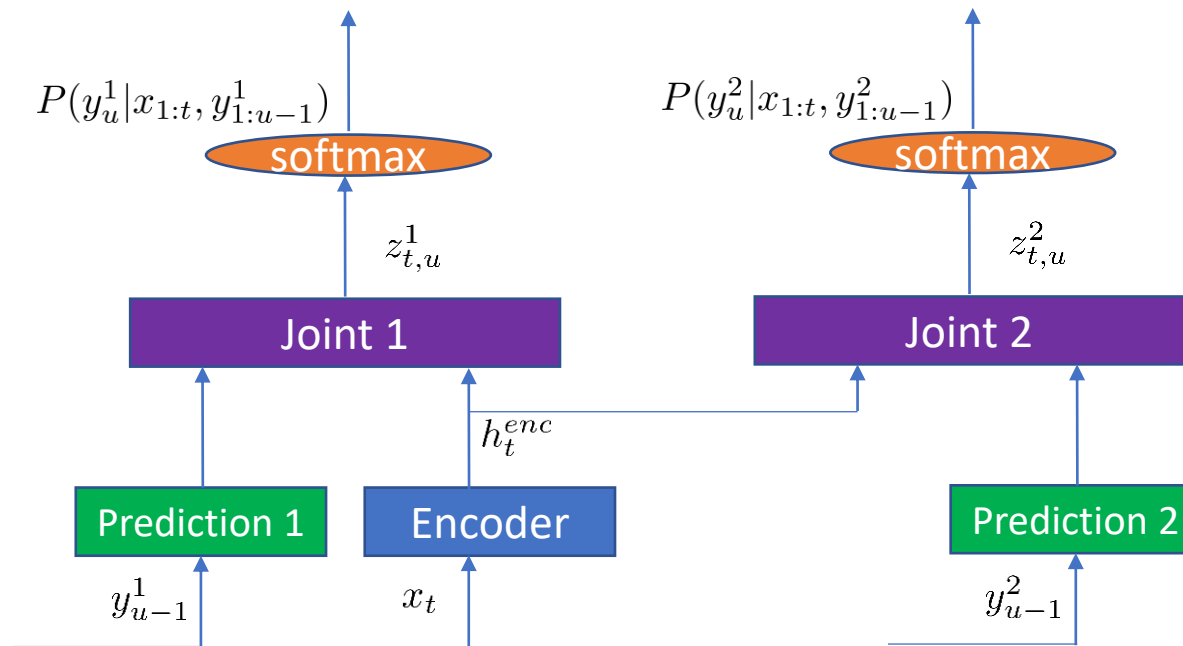 P(y_u^1|x_{1:t}, y_{1:u-1}^1)
P(y_u^2|x_{1:t}, y_{1:u-1}^2)
softmax
softmax
z_{t,u}^1
z_{t,u}^2
Joint 1
Joint 2
h_t^{enc}
Prediction 1
Encoder
Prediction 2
y_{u-1}^1
x_t
y_{u-1}^2